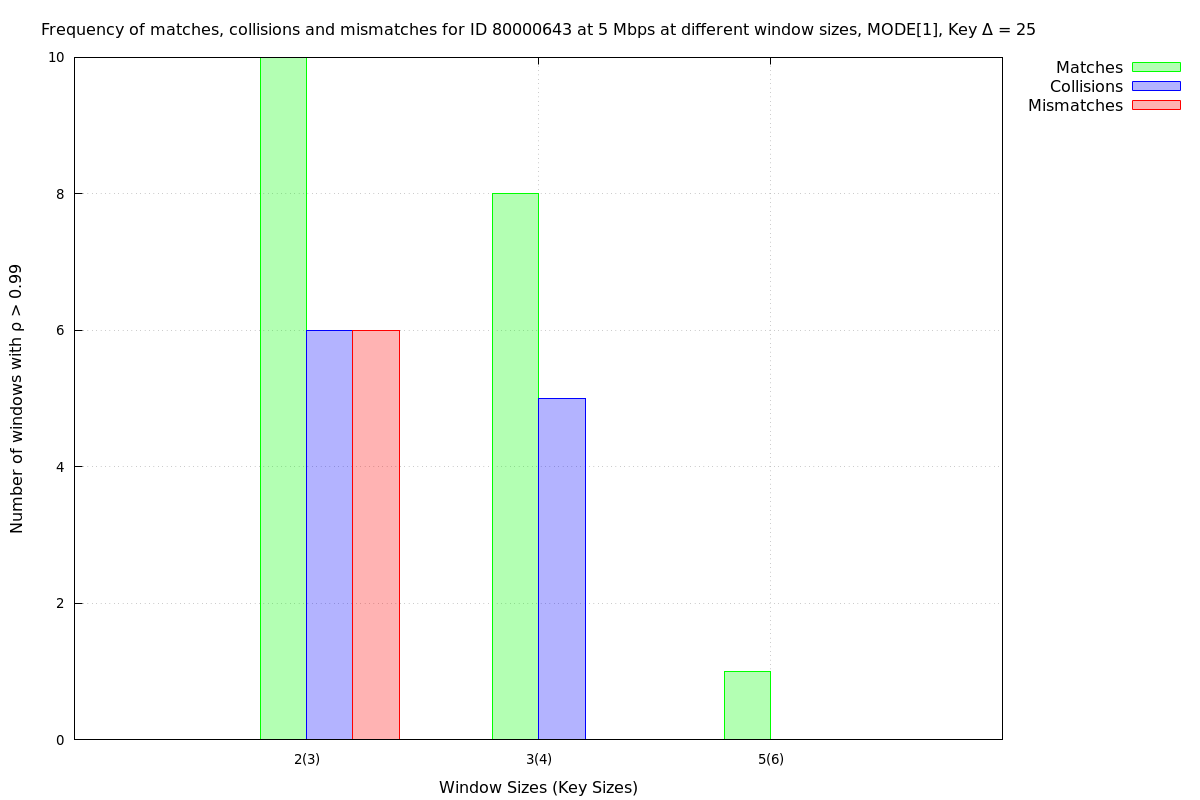 Frequency of matches, collisions and mismatches for ID 80000643 at 5 Mbps at different window sizes, MODE[1], Key Δ = 25
Matches
Collisions
Mismatches
Number of windows with ρ > 0.99
10
8
6
4
2
0
2(3) 3(4) 5(6)
Window Sizes (Key Sizes)